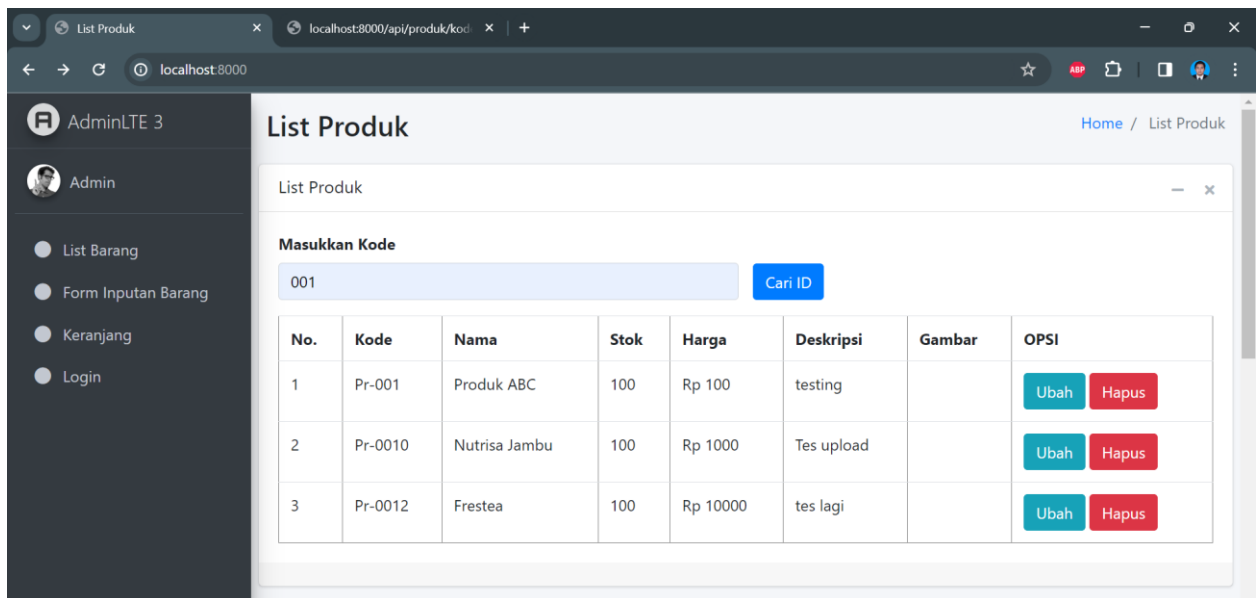 List Produk
localhost:8000/api/produk/kod
localhost:8000
ABP
AdminLTE 3
Admin
List Barang
Form Inputan Barang
Keranjang
Login
List Produk
Home / List Produk
List Produk
Masukkan Kode
001 Cari ID
No. Kode Nama Stok Harga Deskripsi Gambar OPSI
1 Pr-001 Produk ABC 100 Rp 100 testing Ubah Hapus
2 Pr-0010 Nutrisa Jambu 100 Rp 1000 Tes upload Ubah Hapus
3 Pr-0012 Frestea 100 Rp 10000 tes lagi Ubah Hapus